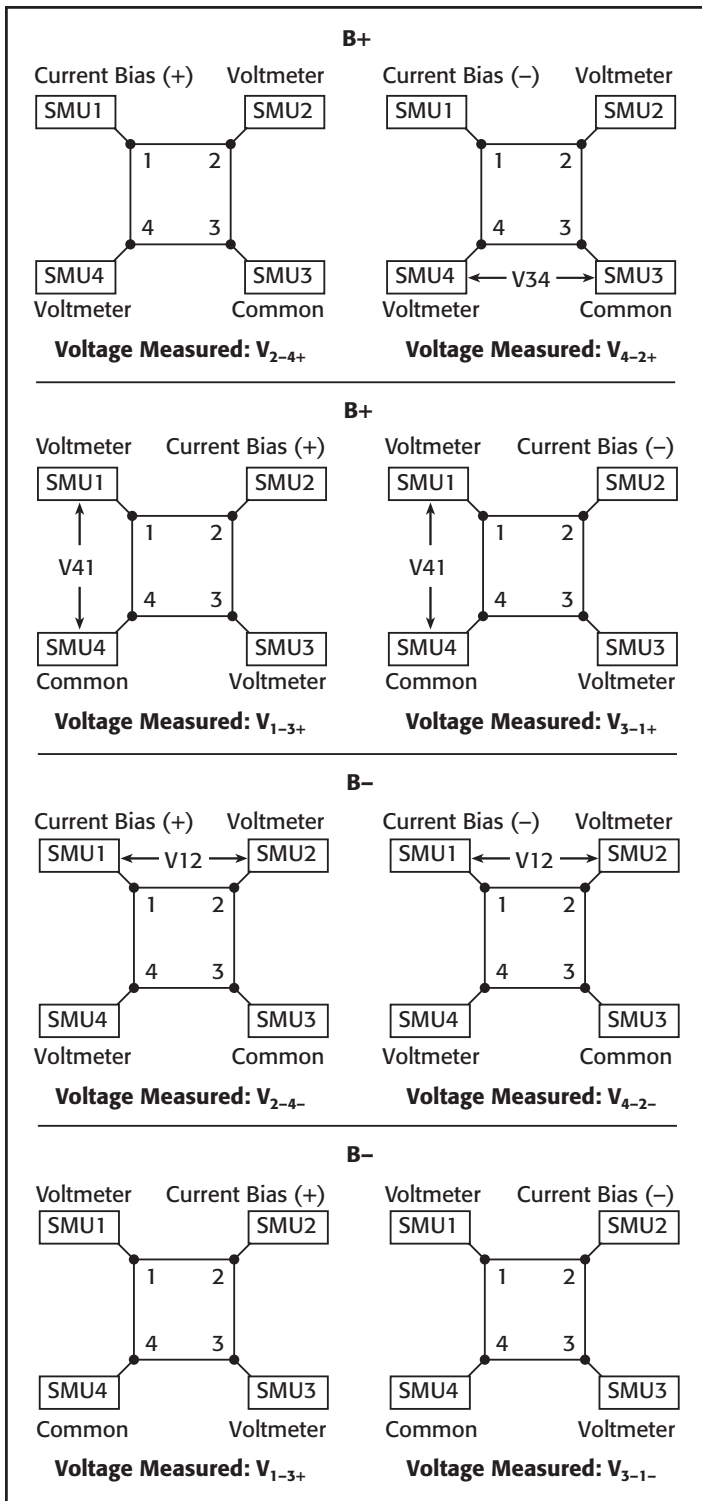 B+
Current Bias (+) Voltmeter Current Bias (–) Voltmeter
SMU1 SMU2 SMU1 SMU2
1 2 1 2
4 3 4 3
SMU4 SMU3 SMU4 V34 SMU3
Voltmeter Common Voltmeter Common
Voltage Measured: V2–4+ Voltage Measured: V4–2+
B+
Voltmeter Current Bias (+) Voltmeter Current Bias (–)
SMU1 SMU2 SMU1 SMU2
1 2 1 2
V41 V41
4 3 4 3
SMU4 SMU3 SMU4 SMU3
Common Voltmeter Common Voltmeter
Voltage Measured: V1–3+ Voltage Measured: V3–1+
B–
Current Bias (+) Voltmeter Current Bias (–) Voltmeter
SMU1 V12 SMU2 SMU1 V12 SMU2
1 2 1 2
4 3 4 3
SMU4 SMU3 SMU4 SMU3
Voltmeter Common Voltmeter Common
Voltage Measured: V2–4– Voltage Measured: V4–2–
B–
Voltmeter Current Bias (+) Voltmeter Current Bias (–)
SMU1 SMU2 SMU1 SMU2
1 2 1 2
4 3 4 3
SMU4 SMU3 SMU4 SMU3
Common Voltmeter Common Voltmeter
Voltage Measured: V1–3+ Voltage Measured: V3–1–